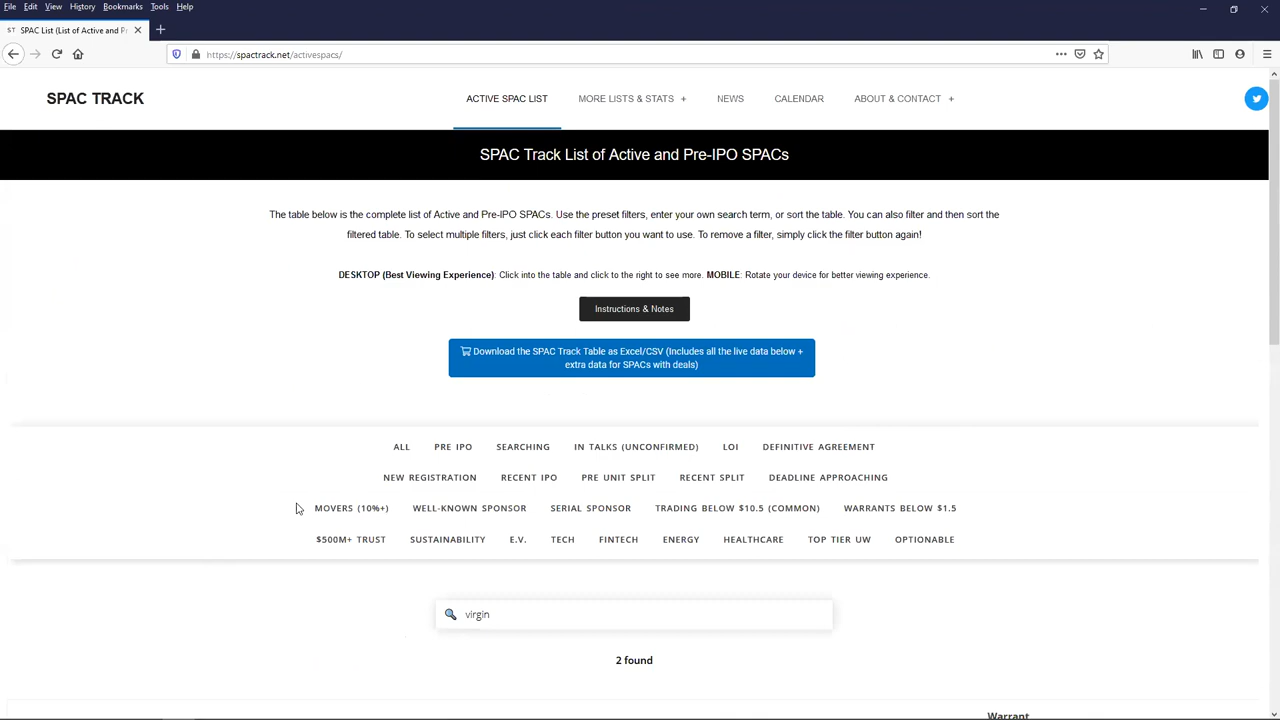 File Edit View History Bookmarks Tools Help
ST SPAC List (List of Active and Pr
https://spactrack.net/activespacs/
SPAC TRACK
ACTIVE SPAC LIST MORE LISTS & STATS + NEWS CALENDAR ABOUT & CONTACT +
SPAC Track List of Active and Pre-IPO SPACs
The table below is the complete list of Active and Pre-IPO SPACs. Use the preset filters, enter your own search term, or sort the table. You can also filter and then sort the
filtered table. To select multiple filters, just click each filter button you want to use. To remove a filter, simply click the filter button again!
DESKTOP (Best Viewing Experience): Click into the table and click to the right to see more. MOBILE: Rotate your device for better viewing experience.
Instructions & Notes
Download the SPAC Track Table as Excel/CSV (Includes all the live data below +
extra data for SPACs with deals)
ALL PRE IPO SEARCHING IN TALKS (UNCONFIRMED) LOI DEFINITIVE AGREEMENT
NEW REGISTRATION RECENT IPO PRE UNIT SPLIT RECENT SPLIT DEADLINE APPROACHING
MOVERS (10%+) WELL-KNOWN SPONSOR SERIAL SPONSOR TRADING BELOW $10.5 (COMMON) WARRANTS BELOW $1.5
$500M+ TRUST SUSTAINABILITY E.V. TECH FINTECH ENERGY HEALTHCARE TOP TIER UW OPTIONABLE
virgin
2 found
Warrant